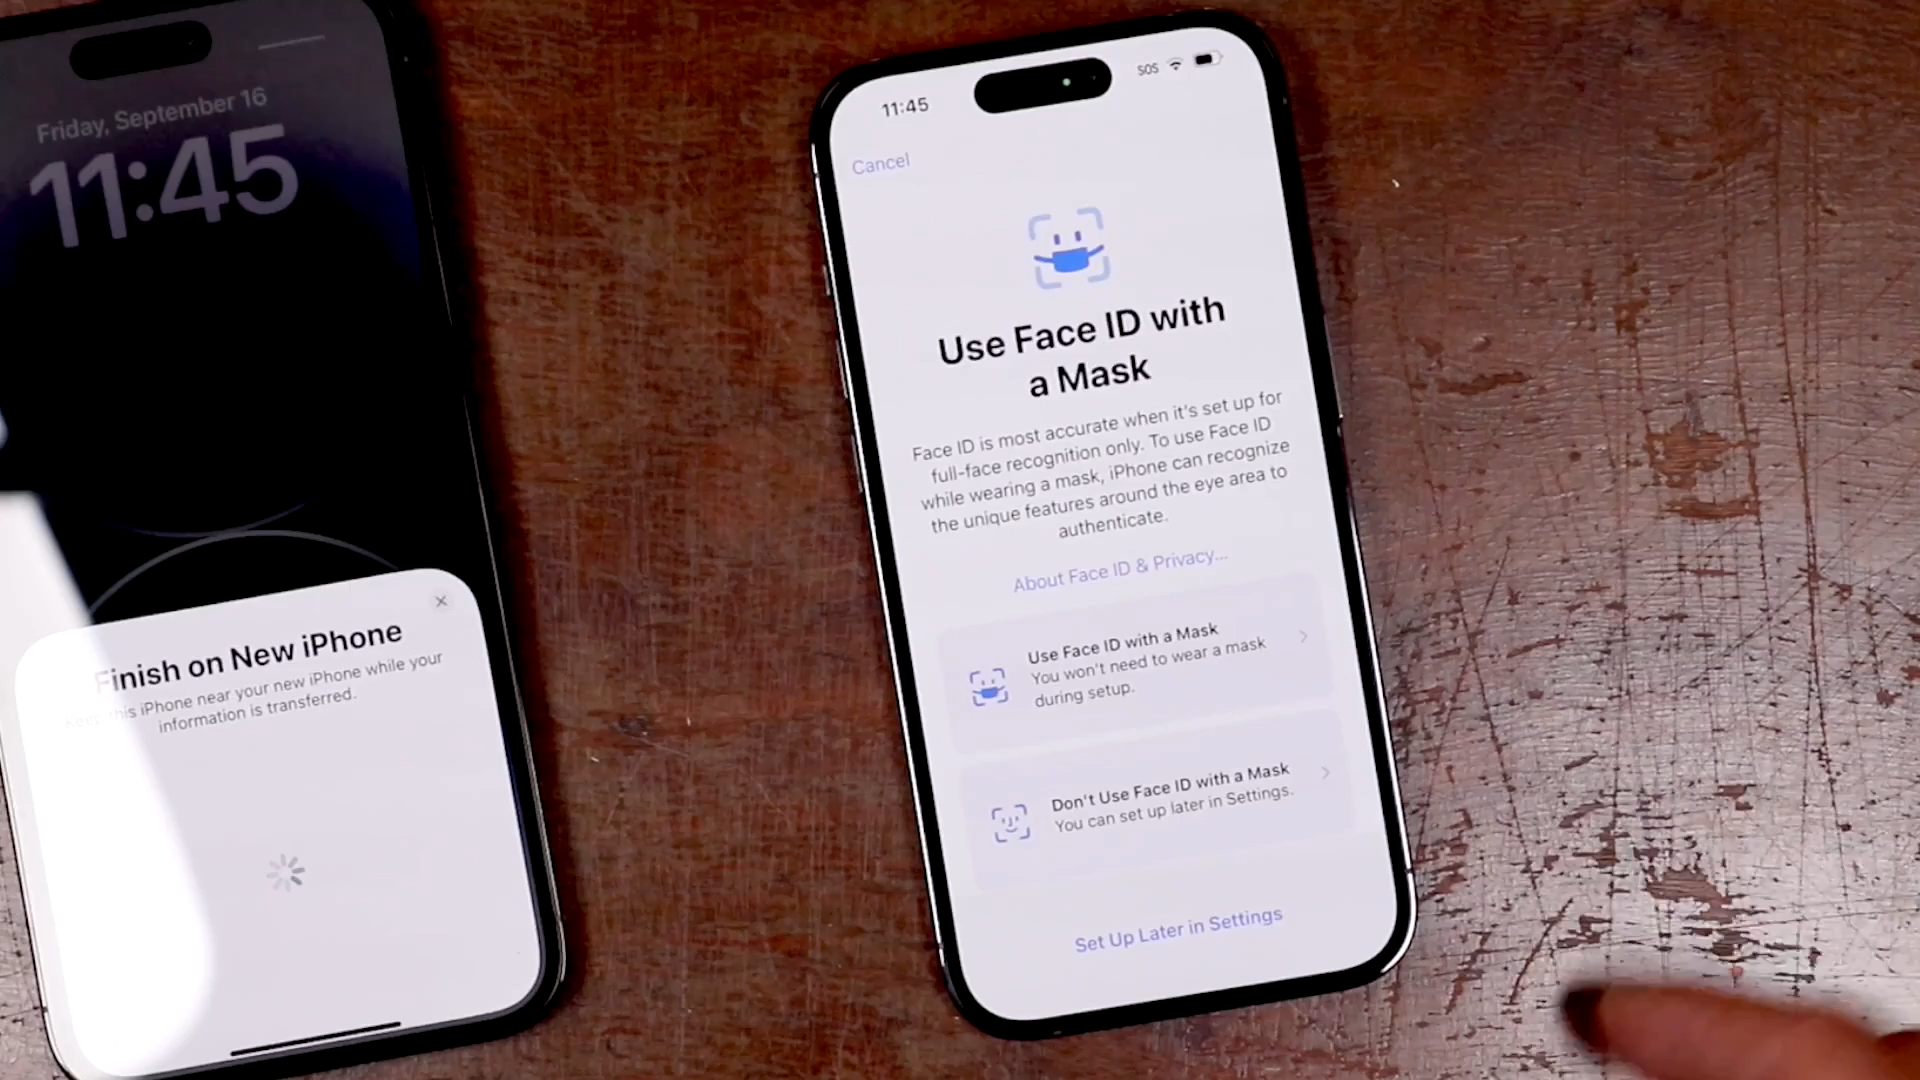 Friday, September 16
11:45
Finish on New iPhone
Keep this iPhone near your new iPhone while your
information is transferred.
11:45
SOS
Cancel
Use Face ID with
a Mask
Face ID is most accurate when it's set up for
full-face recognition only. To use Face ID
while wearing a mask, iPhone can recognize
the unique features around the eye area to
authenticate.
About Face ID & Privacy...
Use Face ID with a Mask
You won't need to wear a mask
during setup.
Don't Use Face ID with a Mask
You can set up later in Settings.
Set Up Later in Settings